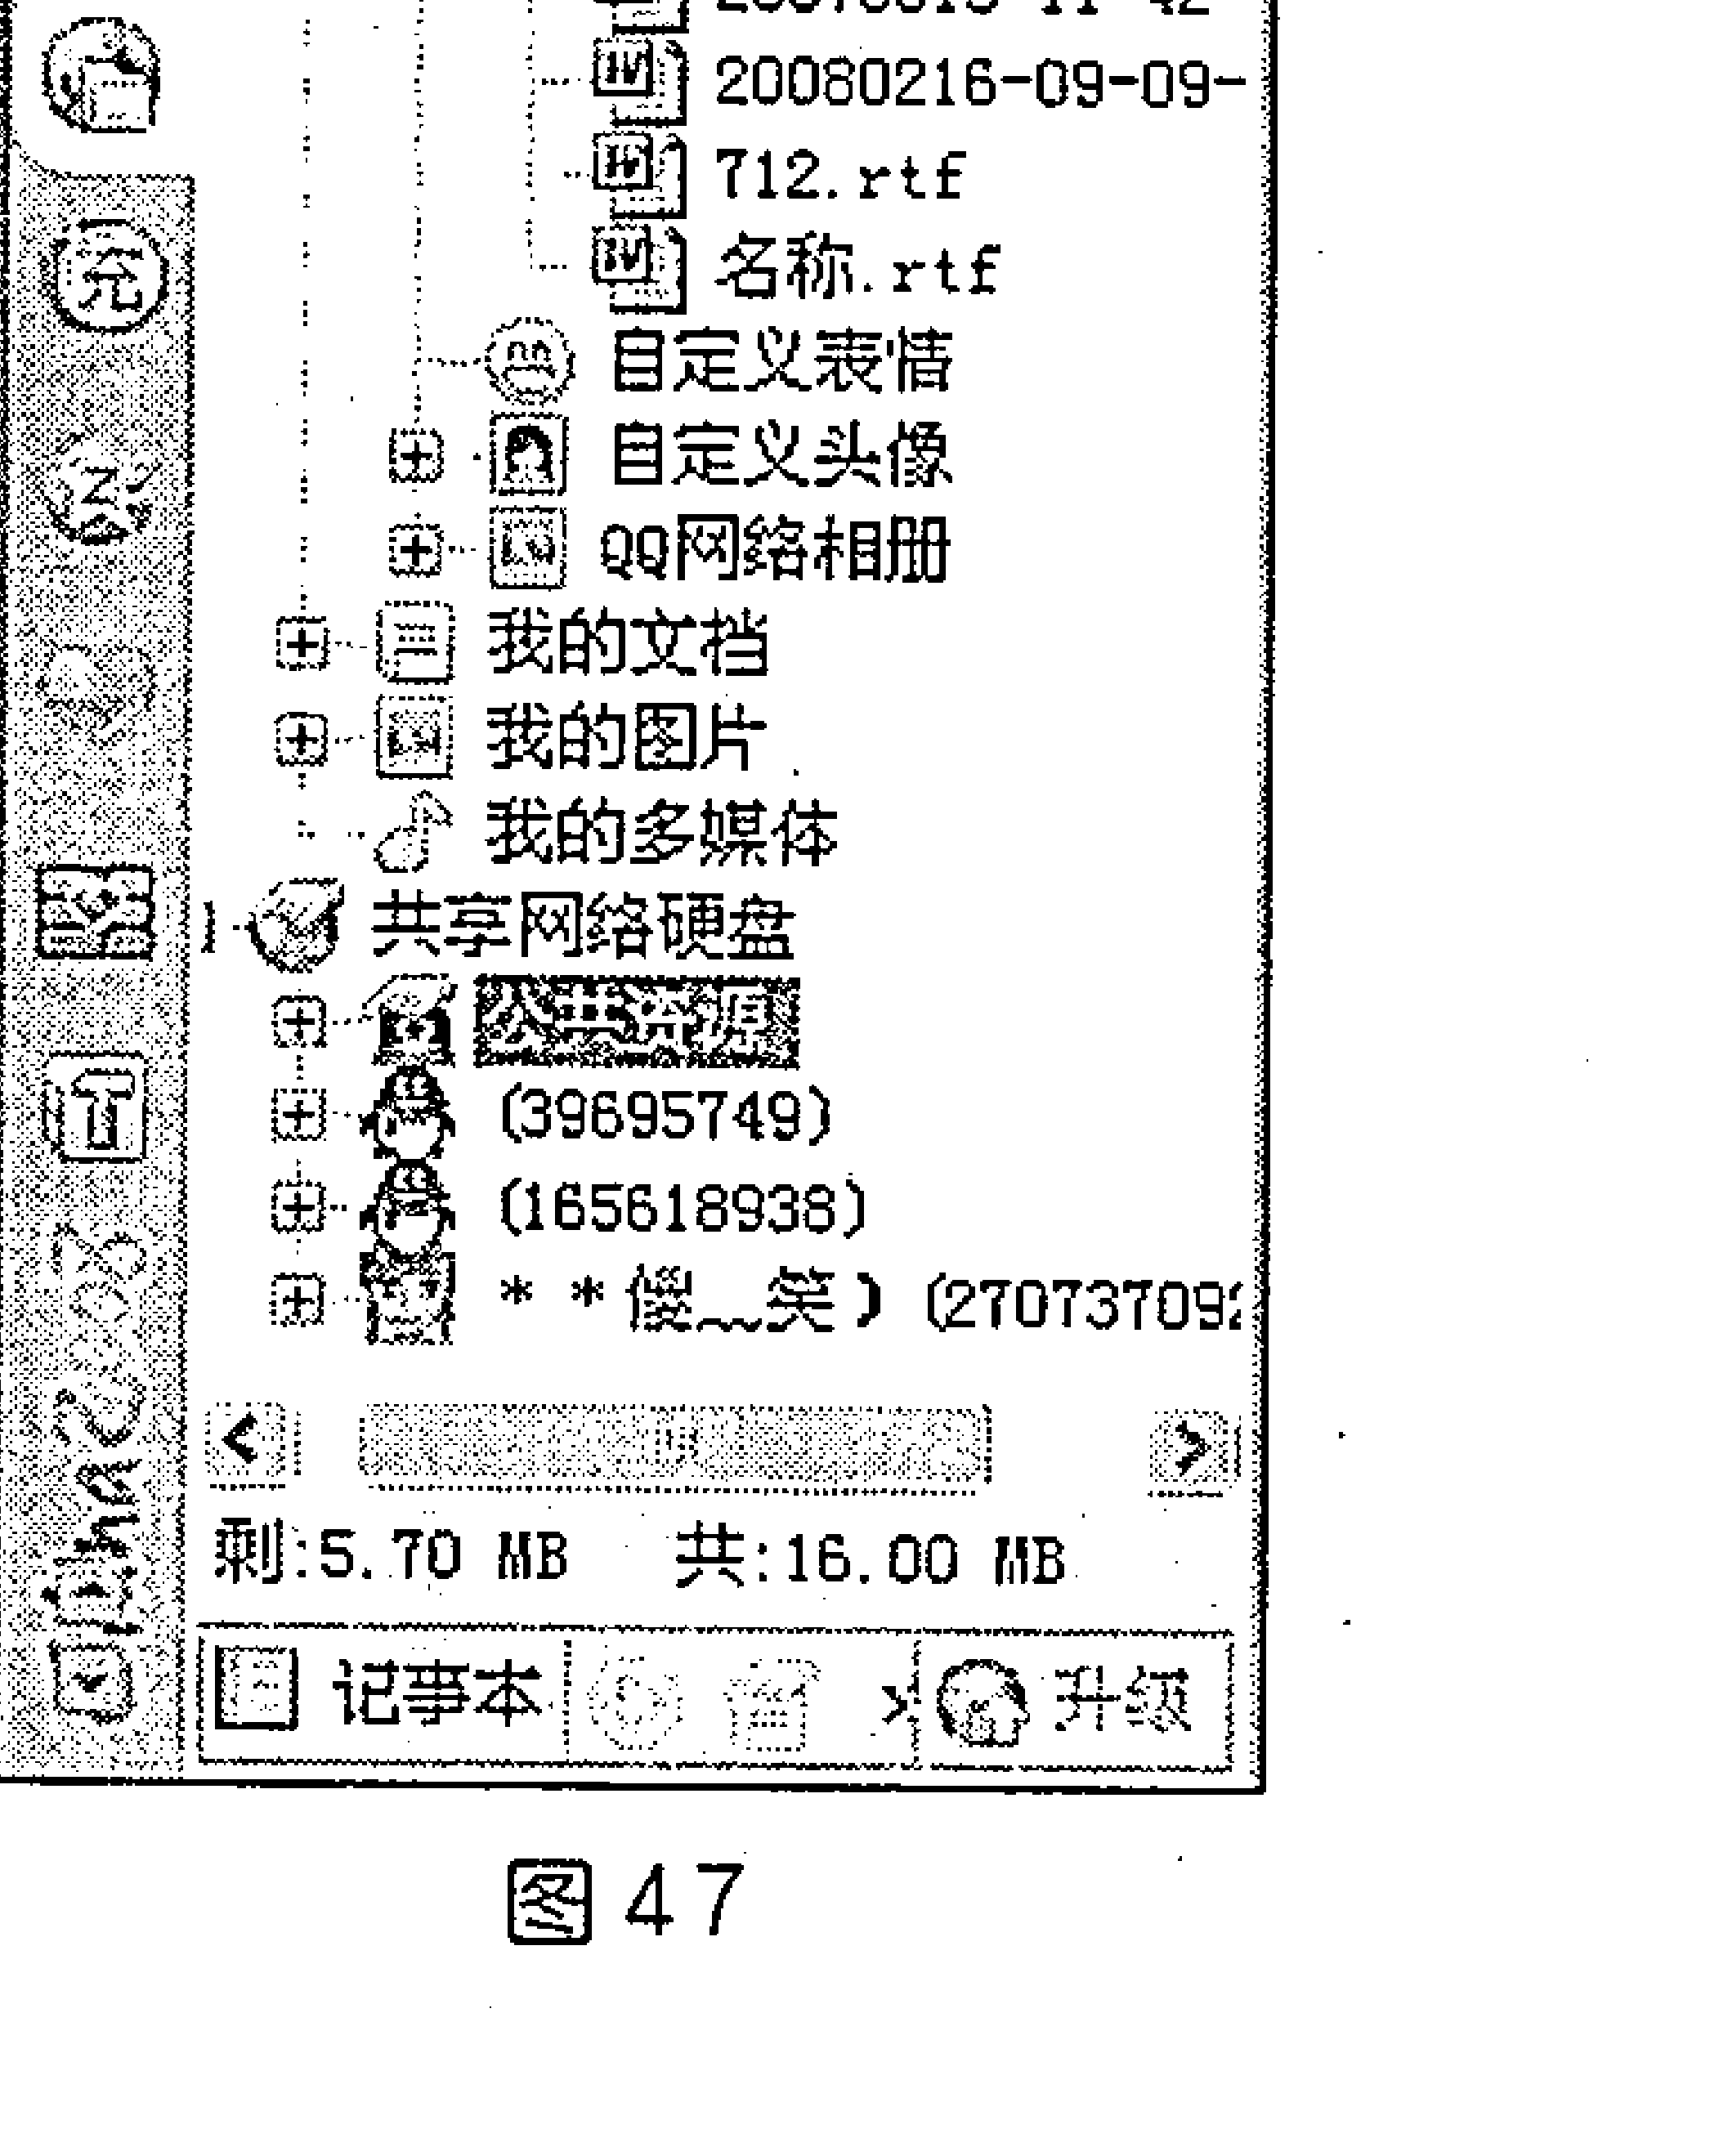 20080216-09-09-
712.rtf
名称.rtf
自定义表情
自定义头像
QQ网络相册
我的文档
我的图片
我的多媒体
共享网络硬盘
(39695749)
(165618938)
* * 笑 ) (270737092
剩:5.70 MB 共:16.00 MB
记事本 升级
图47